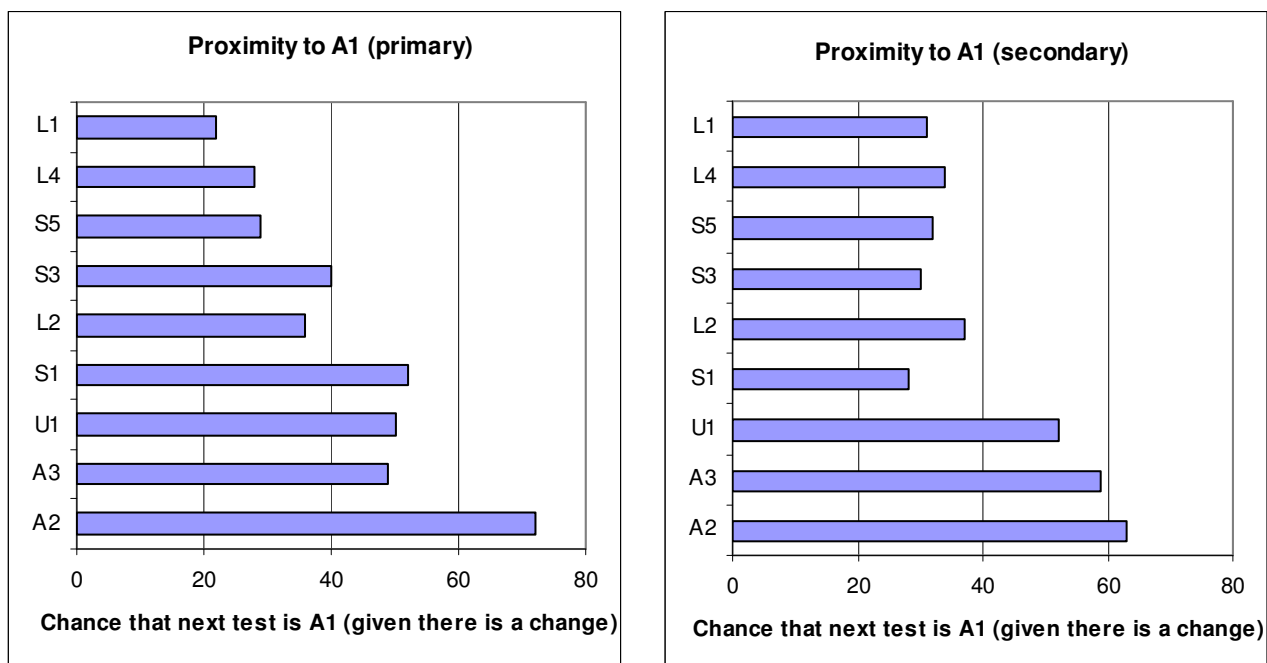 Proximity to A1 (primary)
L1
L4
S5
S3
L2
S1
U1
A3
A2
0 20 40 60 80
Chance that next test is A1 (given there is a change)
Proximity to A1 (secondary)
L1
L4
S5
S3
L2
S1
U1
A3
A2
0 20 40 60 80
Chance that next test is A1 (given there is a change)